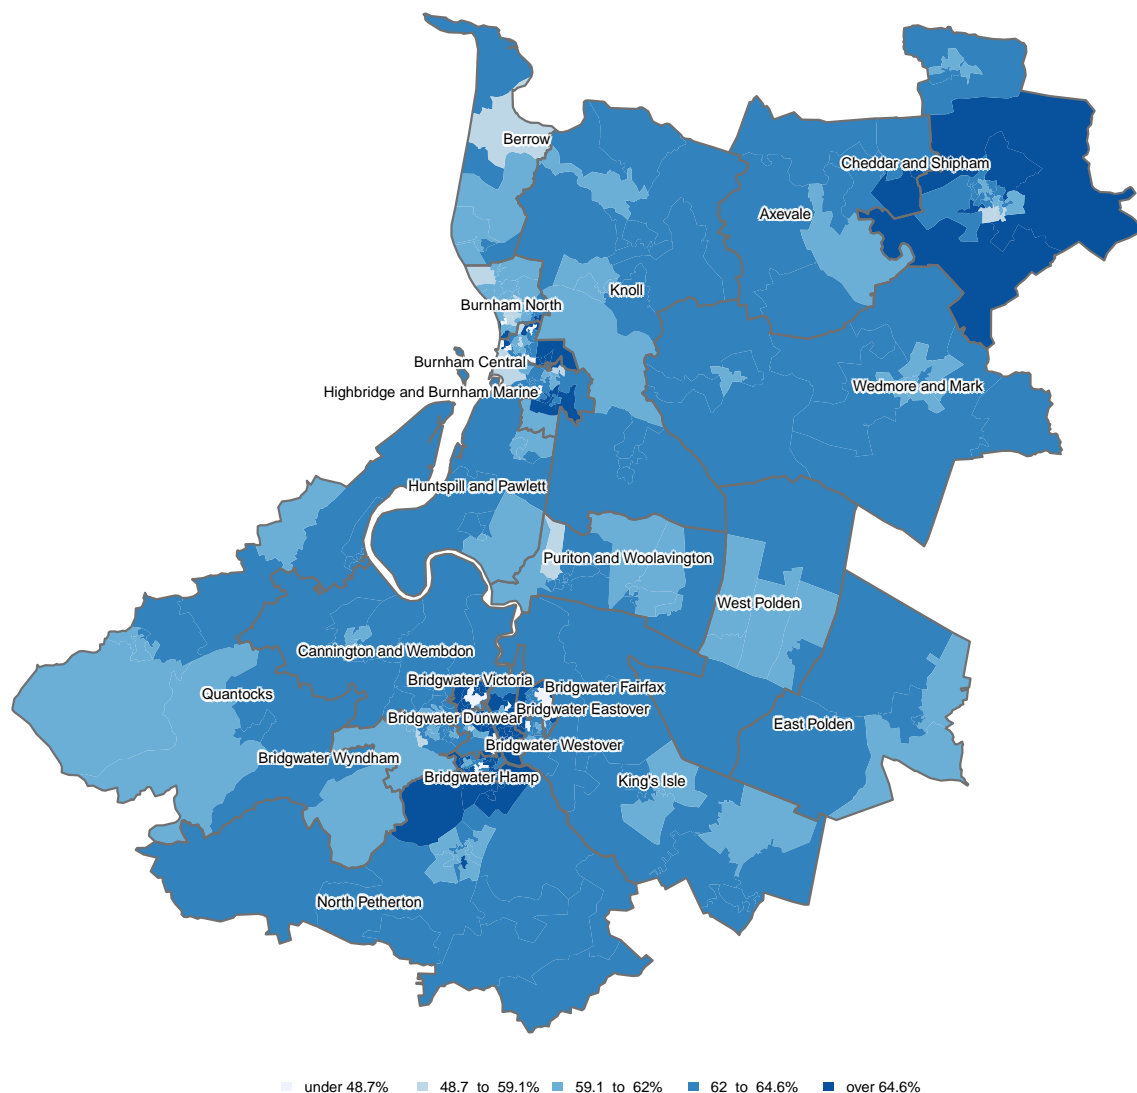 Berrow
Cheddar and Shipham
Axevale
Knoll
Burnham North
Burnham Central
Wedmore and Mark
Highbridge and Burnham Marine
Huntspill and Pawlett
Puriton and Woolavington
West Polden
Cannington and Wembdon
Bridgwater Victoria
Bridgwater Fairfax
Quantocks
Bridgwater Eastover
Bridgwater Dunwear
East Polden
Bridgwater Westover
Bridgwater Wyndham
Bridgwater Hamp
King's Isle
North Petherton
under 48.7% 48.7 to 59.1% 59.1 to 62% 62 to 64.6% over 64.6%